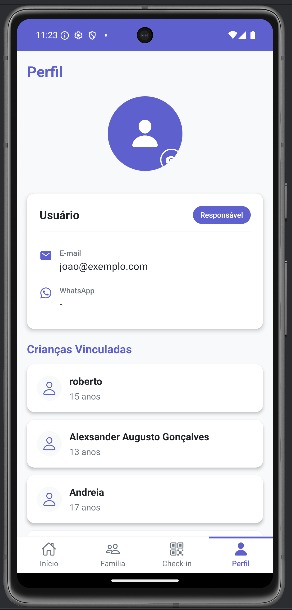 11:23
Perfil
Usuário
Responsável
E-mail
joao@exemplo.com
WhatsApp
-
Crianças Vinculadas
roberto
15 anos
Alexsander Augusto Gonçalves
13 anos
Andreia
17 anos
Início
Família
Check-in
Perfil